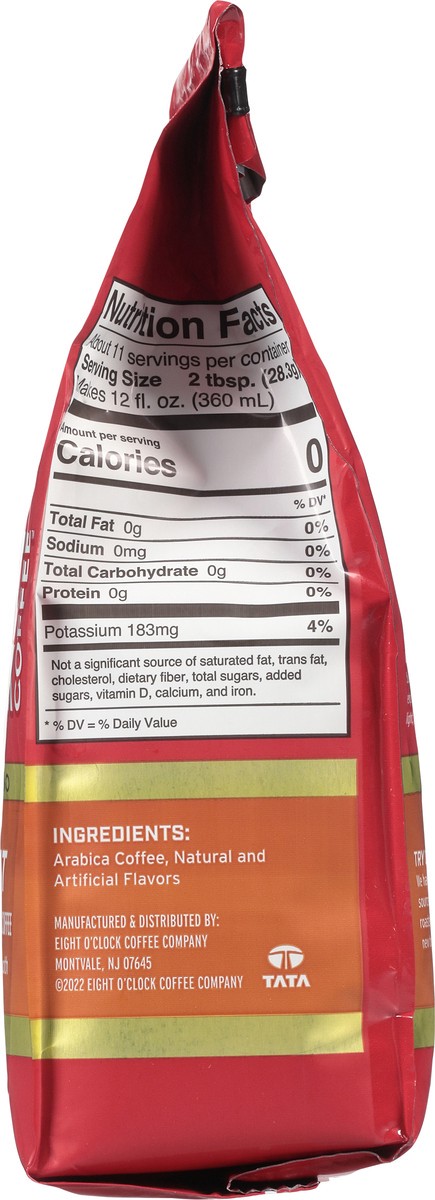 Nutrition Facts
About 11 servings per container
Serving Size 2 tbsp. (28.3g)
Makes 12 fl. oz. (360 mL)
Amount per serving
Calories 0
% DV*
Total Fat 0g 0%
Sodium 0mg 0%
Total Carbohydrate 0g 0%
Protein 0g 0%
Potassium 183mg 4%
Not a significant source of saturated fat, trans fat,
cholesterol, dietary fiber, total sugars, added
sugars, vitamin D, calcium, and iron.
* % DV = % Daily Value
INGREDIENTS:
Arabica Coffee, Natural and
Artificial Flavors
MANUFACTURED & DISTRIBUTED BY:
EIGHT O'CLOCK COFFEE COMPANY
MONTVALE, NJ 07645
©2022 EIGHT O'CLOCK COFFEE COMPANY
TATA
COFFEE
TRY